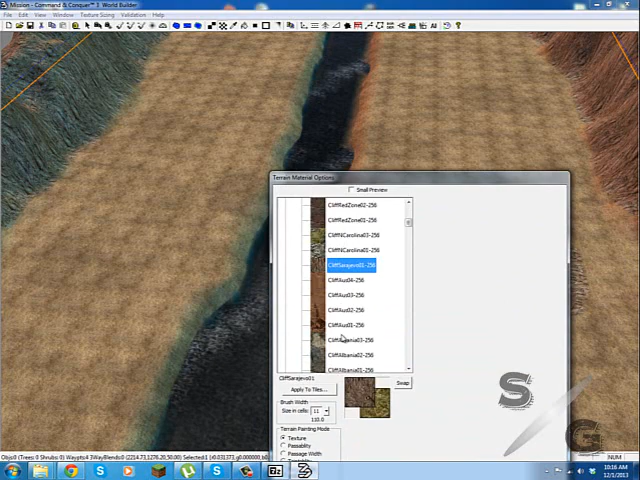 Mission - Command & Conquer™ 3 World Builder
File Edit View Window Texture Sizing Validation Help
Terrain Material Options
Small Preview
CliffRedZone02-256
CliffRedZone01-256
CliffNCarolina03-256
CliffNCarolina01-256
CliffSarajevo01-256
CliffAus04-256
CliffAus03-256
CliffAus02-256
CliffAus01-256
CliffAlbania03-256
CliffAlbania02-256
CliffAlbania01-256
CliffSarajevo01
Apply To Tiles...
Swap
Brush Width
Size in cells: 11
110.0
Terrain Painting Mode
Texture
Passability
Passage Width
S
G
NUM
10:16 AM
12/1/2013